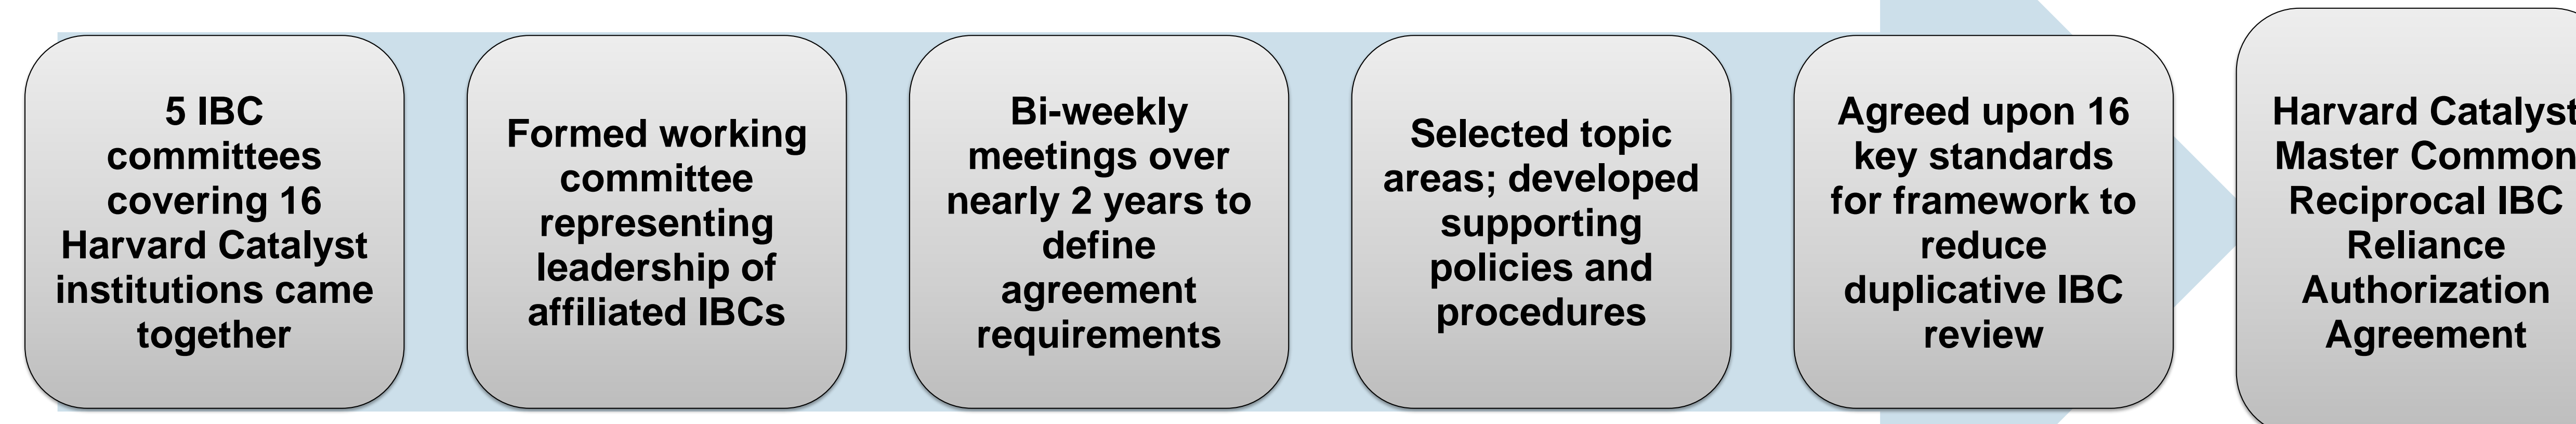 5 IBC
committees
covering 16
Harvard Catalyst
institutions came
together
Formed working
committee
representing
leadership of
affiliated IBCs
Bi-weekly
meetings over
nearly 2 years to
define
agreement
requirements
Selected topic
areas; developed
supporting
policies and
procedures
Agreed upon 16
key standards
for framework to
reduce
duplicative IBC
review
Harvard Catalyst
Master Common
Reciprocal IBC
Reliance
Authorization
Agreement